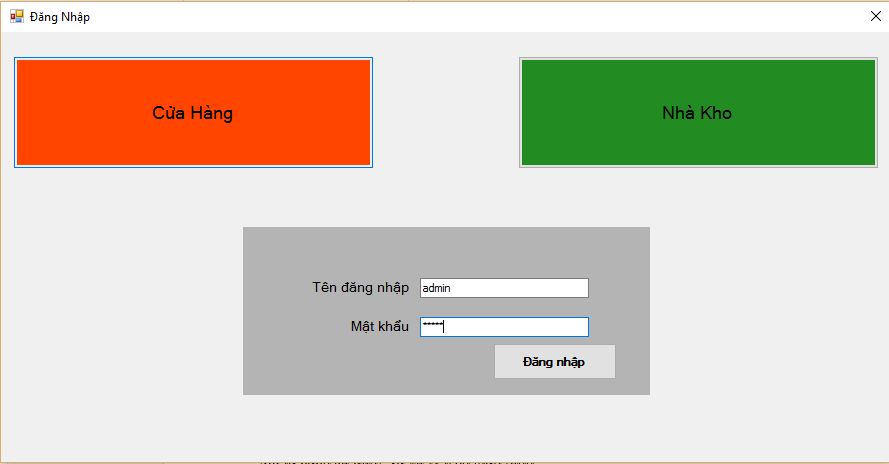 Đăng Nhập
Cửa Hàng
Nhà Kho
Tên đăng nhập admin
Mật khẩu *****
Đăng nhập